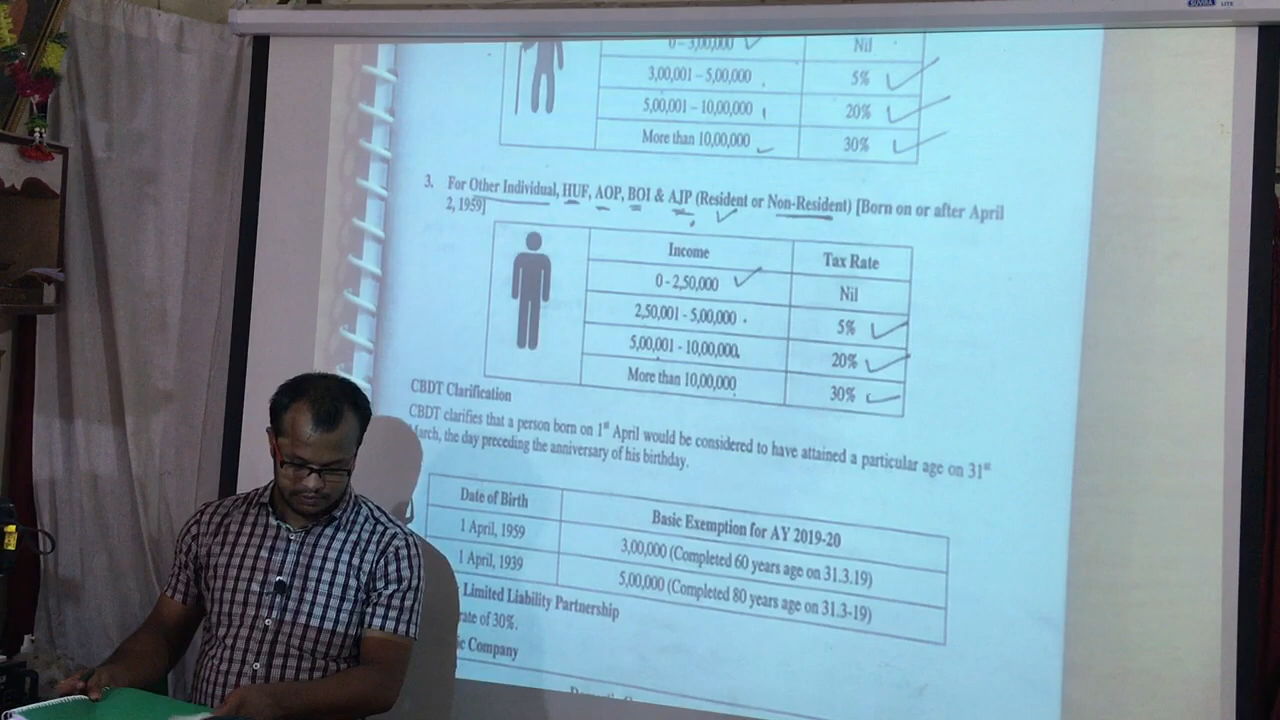 LITE
0 – 3,00,000 Nil
3,00,001 – 5,00,000 5%
5,00,001 – 10,00,000 20%
More than 10,00,000 30%
3. For Other Individual, HUF, AOP, BOI & AJP (Resident or Non-Resident) [Born on or after April
2, 1959]
Income Tax Rate
0 - 2,50,000 Nil
2,50,001 - 5,00,000 5%
5,00,001 - 10,00,000 20%
More than 10,00,000 30%
CBDT Clarification
CBDT clarifies that a person born on 1st April would be considered to have attained a particular age on 31st
March, the day preceding the anniversary of his birthday.
Date of Birth Basic Exemption for AY 2019-20
1 April, 1959 3,00,000 (Completed 60 years age on 31.3.19)
1 April, 1939 5,00,000 (Completed 80 years age on 31.3-19)
Limited Liability Partnership
rate of 30%.
ic Company